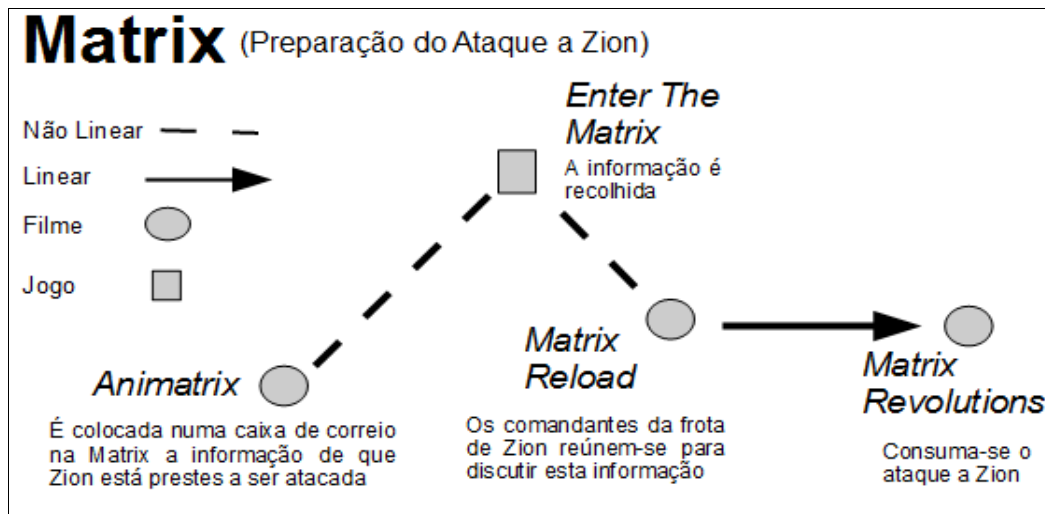 Matrix (Preparação do Ataque a Zion)
Não Linear
Linear
Filme
Jogo
Enter The
Matrix
A informação é
recolhida
Animatrix
É colocada numa caixa de correio
na Matrix a informação de que
Zion está prestes a ser atacada
Matrix
Reload
Os comandantes da frota
de Zion reúnem-se para
discutir esta informação
Matrix
Revolutions
Consuma-se o
ataque a Zion